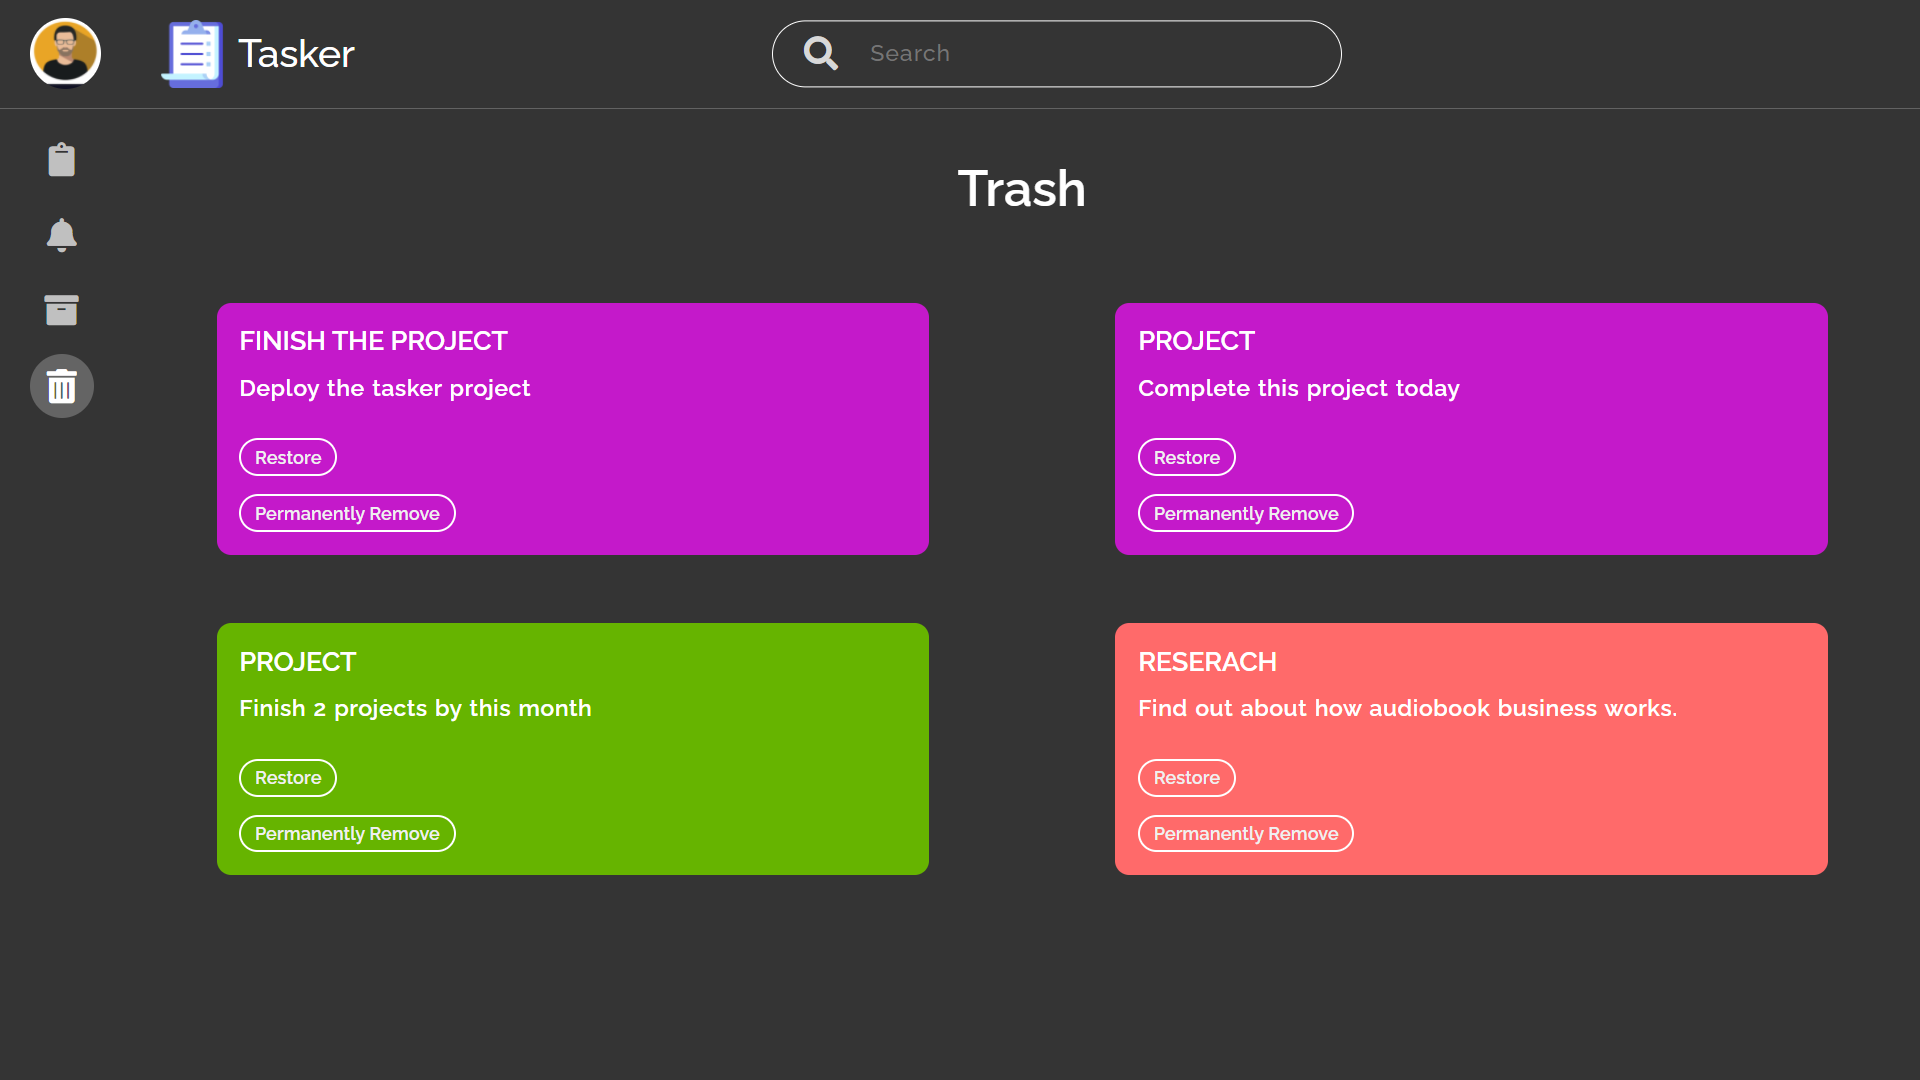 Tasker
Search
Trash
FINISH THE PROJECT
Deploy the tasker project
Restore
Permanently Remove
PROJECT
Complete this project today
Restore
Permanently Remove
PROJECT
Finish 2 projects by this month
Restore
Permanently Remove
RESERACH
Find out about how audiobook business works.
Restore
Permanently Remove